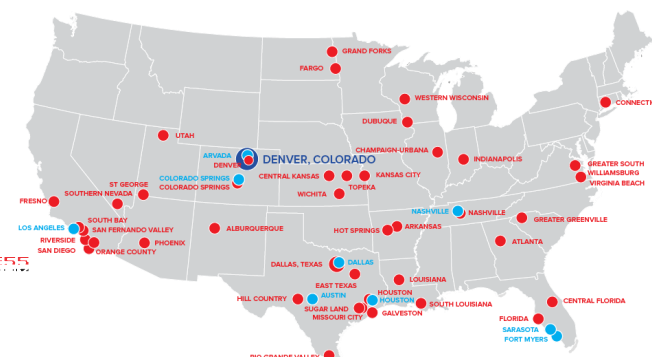 GRAND FORKS
FARGO
WESTERN WISCONSIN
DUBUQUE
UTAH
CHAMPAIGN-URBANA
INDIANAPOLIS
ARVADA
DENVER
DENVER, COLORADO
GREATER SOUTH
WILLIAMSBURG
VIRGINIA BEACH
COLORADO SPRINGS
COLORADO SPRINGS
CENTRAL KANSAS
TOPEKA
KANSAS CITY
WICHITA
ST GEORGE
SOUTHERN NEVADA
FRESNO
LOS ANGELES
SOUTH BAY
SAN FERNANDO VALLEY
RIVERSIDE
SAN DIEGO
ORANGE COUNTY
PHOENIX
ALBURQUERQUE
HOT SPRINGS
ARKANSAS
NASHVILLE
NASHVILLE
GREATER GREENVILLE
ATLANTA
DALLAS, TEXAS
DALLAS
EAST TEXAS
LOUISIANA
HILL COUNTRY
AUSTIN
HOUSTON
HOUSTON
SUGAR LAND
MISSOURI CITY
GALVESTON
SOUTH LOUISIANA
CENTRAL FLORIDA
FLORIDA
SARASOTA
FORT MYERS